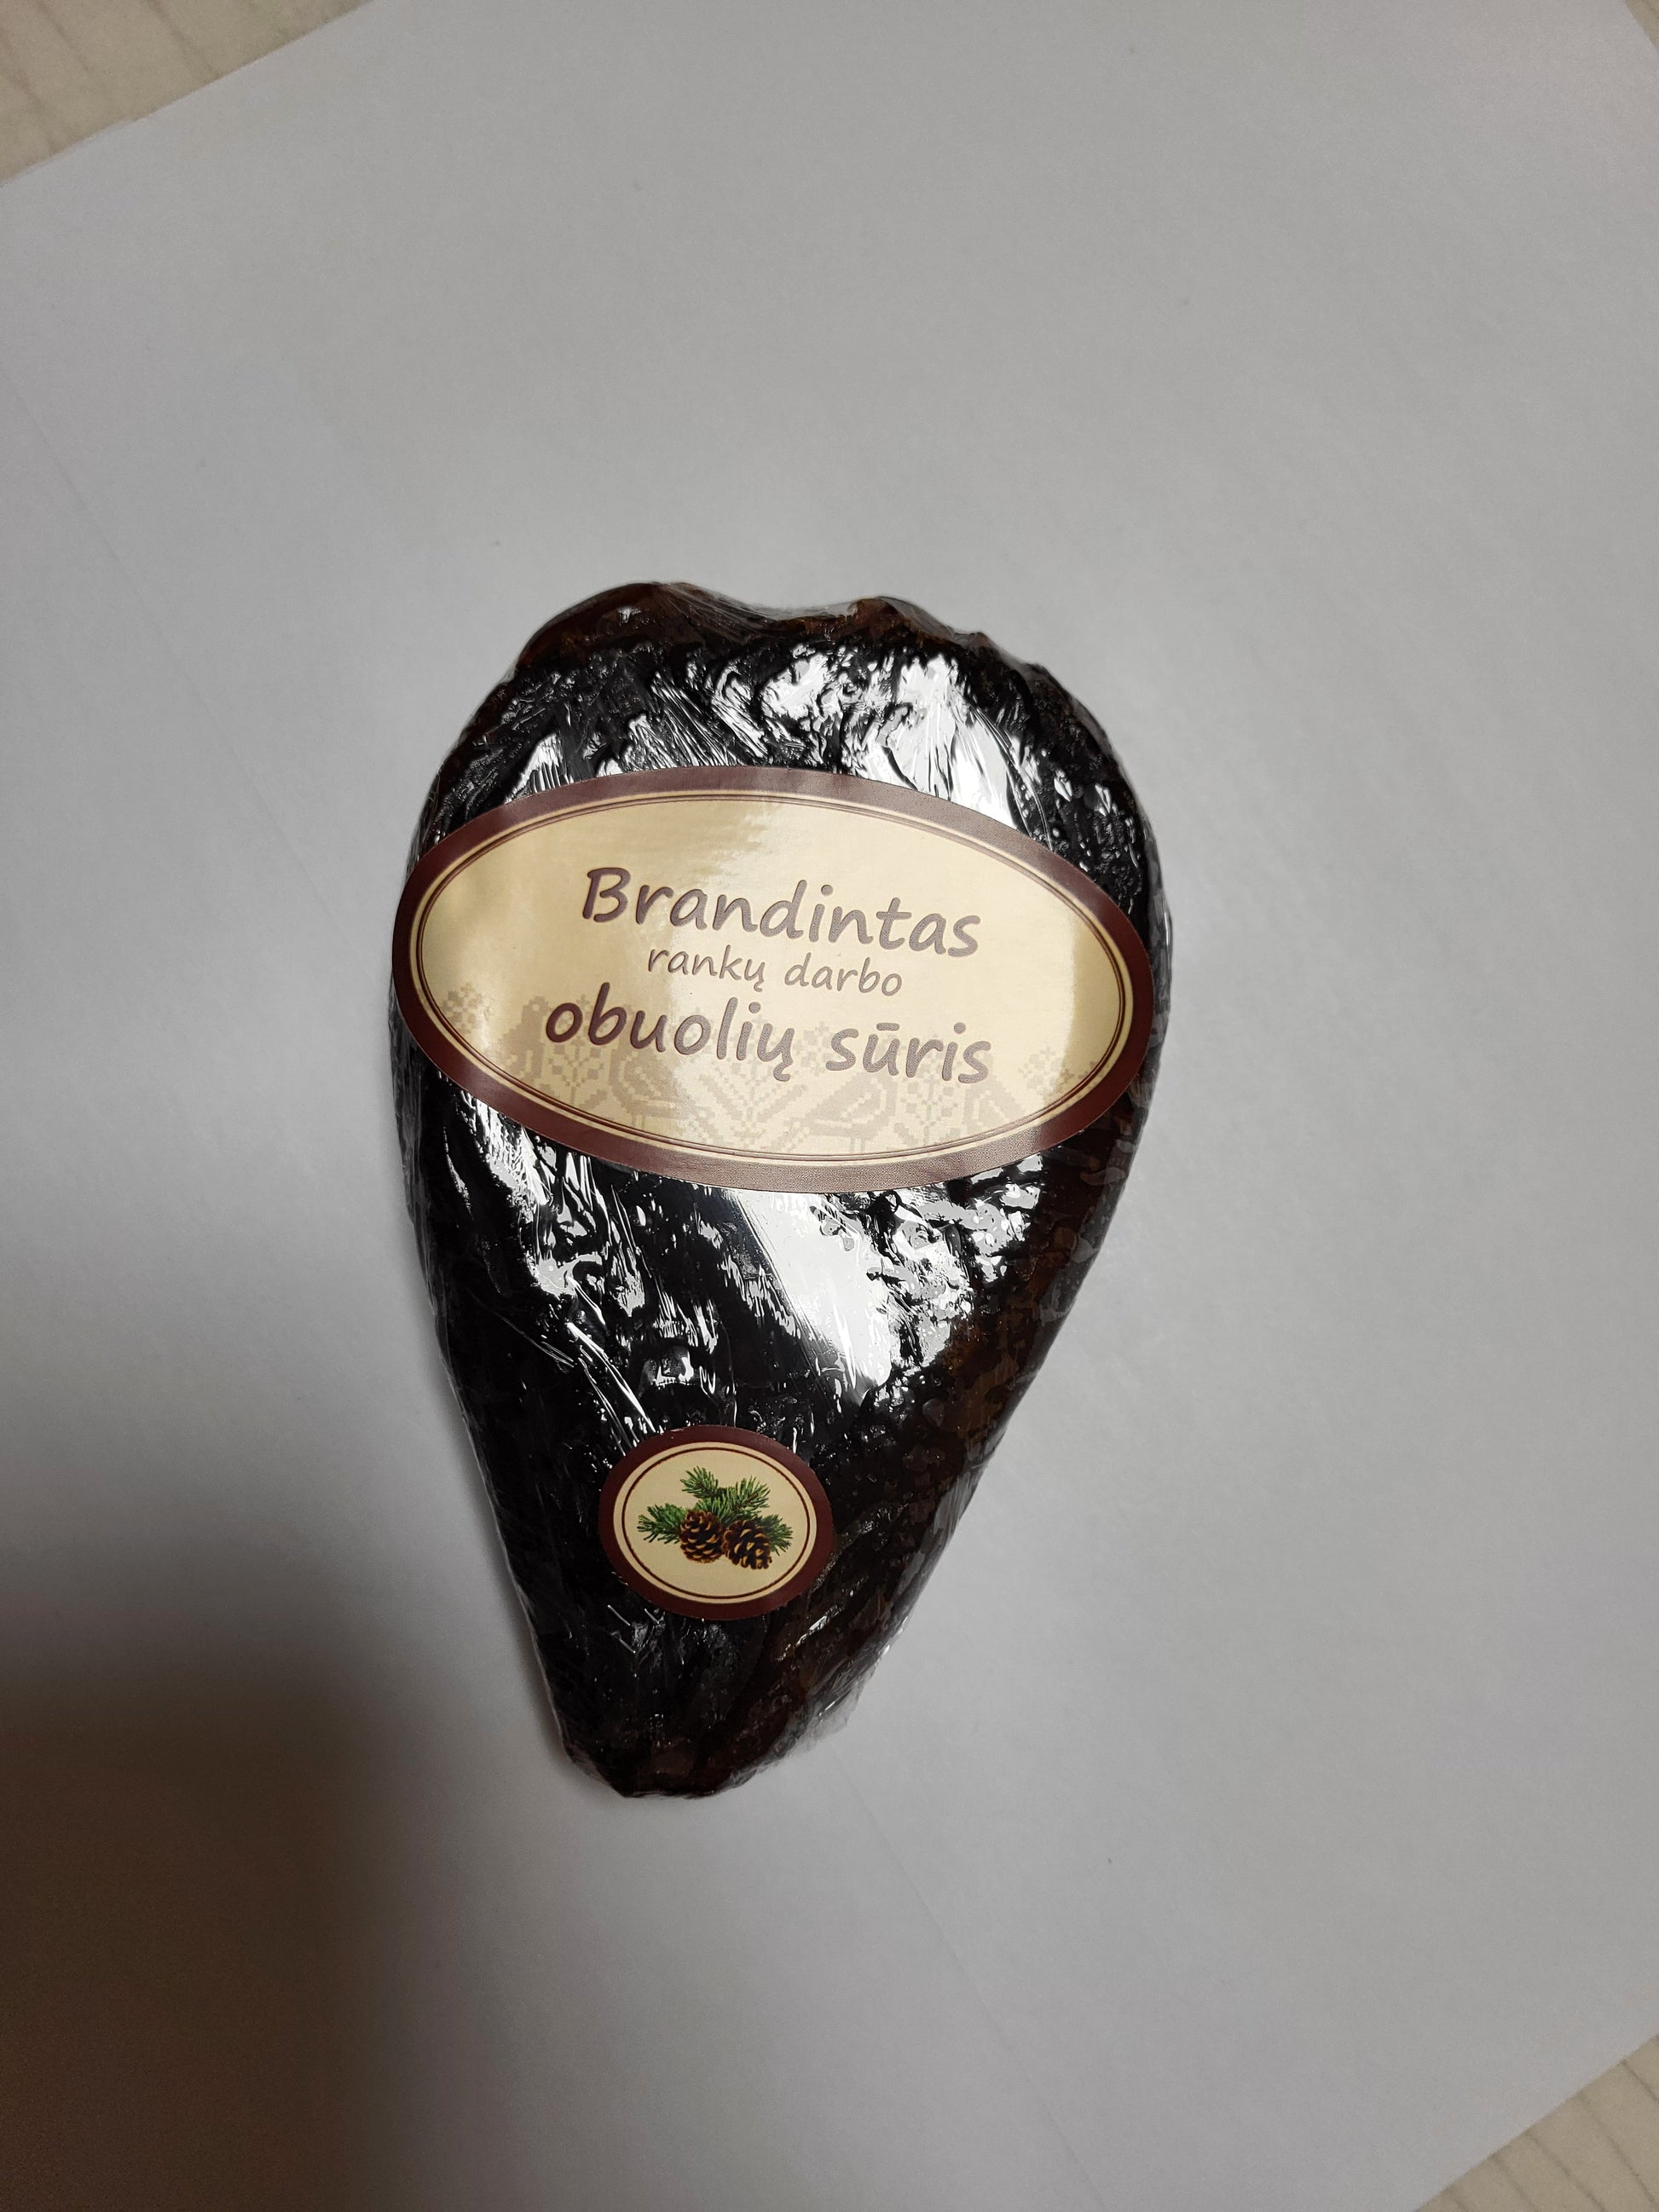 Brandintas
rankų darbo
obuolių sūris